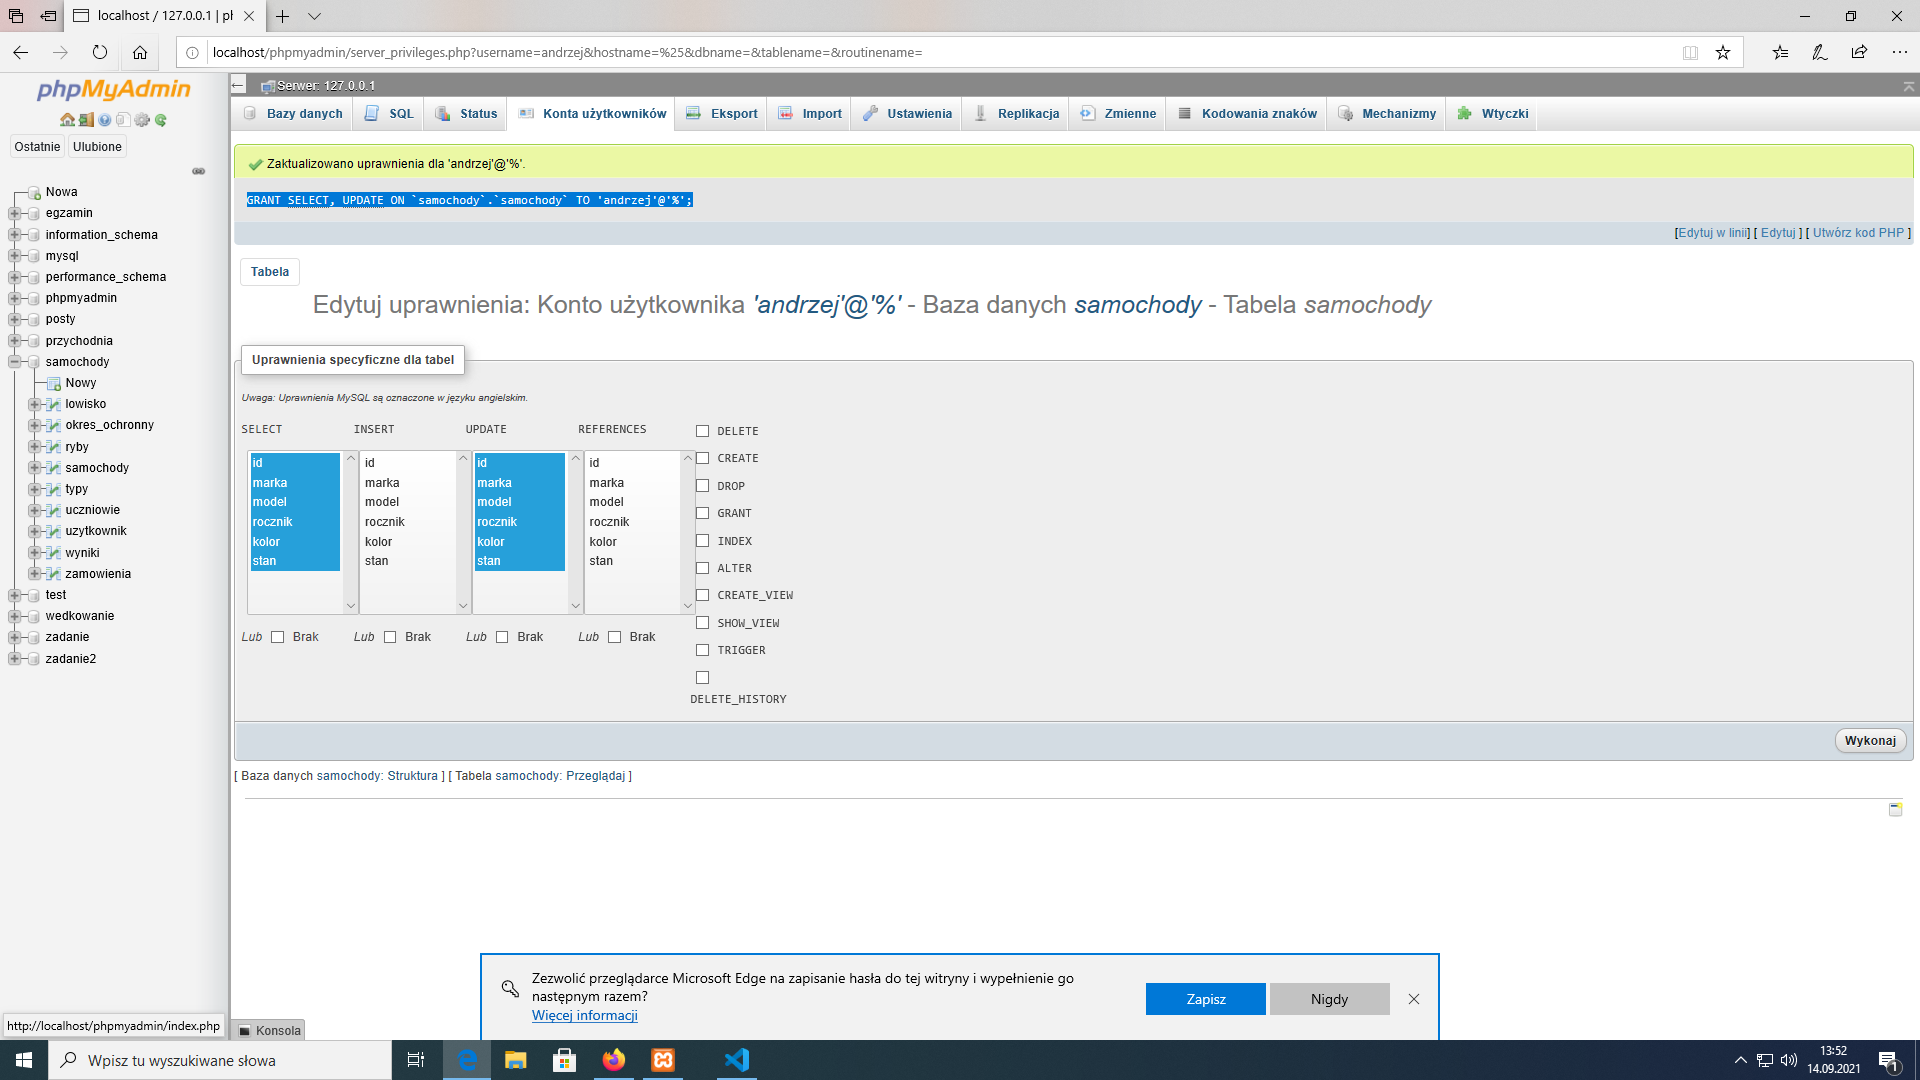 localhost / 127.0.0.1 | pł
localhost/phpmyadmin/server_privileges.php?username=andrzej&hostname=%25&dbname=&tablename=&routinename=
phpMyAdmin
Ostatnie Ulubione
Nowa
egzamin
information_schema
mysql
performance_schema
phpmyadmin
posty
przychodnia
samochody
Nowy
lowisko
okres_ochronny
ryby
samochody
typy
uczniowie
uzytkownik
wyniki
zamowienia
test
wedkowanie
zadanie
zadanie2
http://localhost/phpmyadmin/index.php
Serwer: 127.0.0.1
Bazy danych SQL Status Konta użytkowników Eksport Import Ustawienia Replikacja Zmienne Kodowania znaków Mechanizmy Wtyczki
Zaktualizowano uprawnienia dla 'andrzej'@'%'.
GRANT SELECT, UPDATE ON `samochody`.`samochody` TO 'andrzej'@'%';
[Edytuj w linii] [ Edytuj ] [ Utwórz kod PHP ]
Tabela
Edytuj uprawnienia: Konto użytkownika 'andrzej'@'%' - Baza danych samochody - Tabela samochody
Uprawnienia specyficzne dla tabel
Uwaga: Uprawnienia MySQL są oznaczone w języku angielskim.
SELECT
id
marka
model
rocznik
kolor
stan
Lub Brak
INSERT
id
marka
model
rocznik
kolor
stan
Lub Brak
UPDATE
id
marka
model
rocznik
kolor
stan
Lub Brak
REFERENCES
id
marka
model
rocznik
kolor
stan
Lub Brak
DELETE
CREATE
DROP
GRANT
INDEX
ALTER
CREATE_VIEW
SHOW_VIEW
TRIGGER
DELETE_HISTORY
Wykonaj
[ Baza danych samochody: Struktura ] [ Tabela samochody: Przeglądaj ]
Konsola
Zezwolić przeglądarce Microsoft Edge na zapisanie hasła do tej witryny i wypełnienie go
następnym razem?
Więcej informacji
Zapisz
Nigdy
Wpisz tu wyszukiwane słowa
13:52
14.09.2021
1